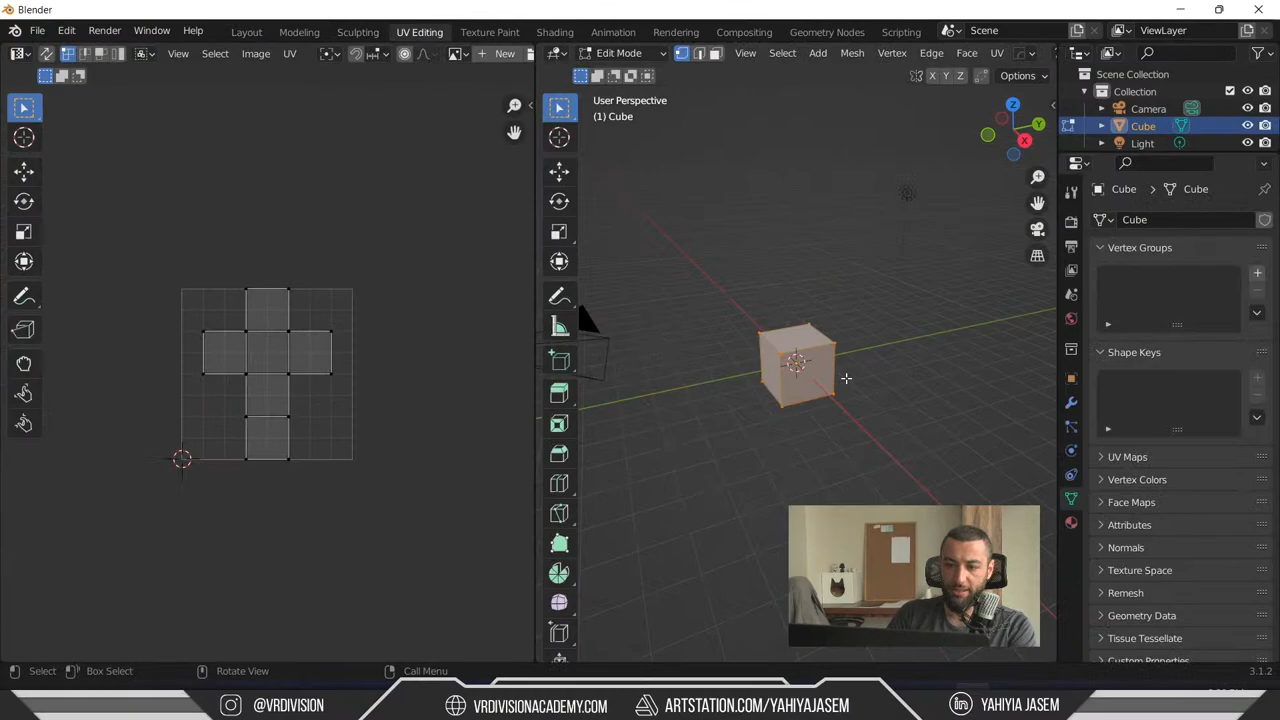 Blender
File Edit Render Window Help Layout Modeling Sculpting UV Editing Texture Paint Shading Animation Rendering Compositing Geometry Nodes Scripting Scene ViewLayer
View Select Image UV New Edit Mode View Select Add Mesh Vertex Edge Face UV
X Y Z Options
Scene Collection
Collection
Camera
Cube
Light
User Perspective
(1) Cube
Z
Y
X
Cube > Cube
Cube
Vertex Groups
Shape Keys
UV Maps
Vertex Colors
Face Maps
Attributes
Normals
Texture Space
Remesh
Geometry Data
Tissue Tessellate
Custom Properties
Select Box Select Rotate View Call Menu 3.1.2
@VRDIVISION VRDIVISIONACADEMY.COM ARTSTATION.COM/YAHIYAJASEM YAHIYIA JASEM